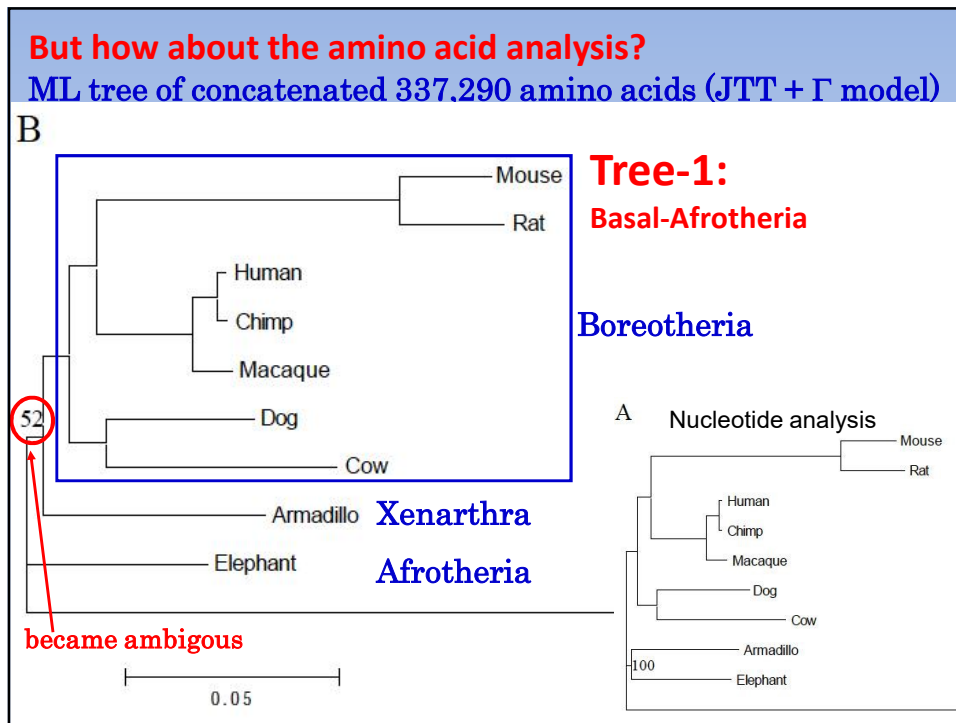 But how about the amino acid analysis?
ML tree of concatenated 337,290 amino acids (JTT + Γ model)
B
Mouse
Tree-1:
Rat
Basal-Afrotheria
Human
Chimp
Boreotheria
Macaque
52
Dog
Cow
Armadillo
Xenarthra
Elephant
Afrotheria
became ambigous
0.05
A
Nucleotide analysis
Mouse
Rat
Human
Chimp
Macaque
Dog
Cow
Armadillo
100
Elephant